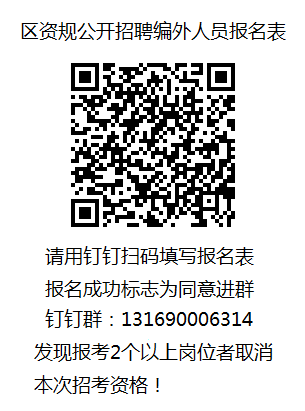 区资规公开招聘编外人员报名表
请用钉钉扫码填写报名表
报名成功标志为同意进群
钉钉群：131690006314
发现报考2个以上岗位者取消
本次招考资格！